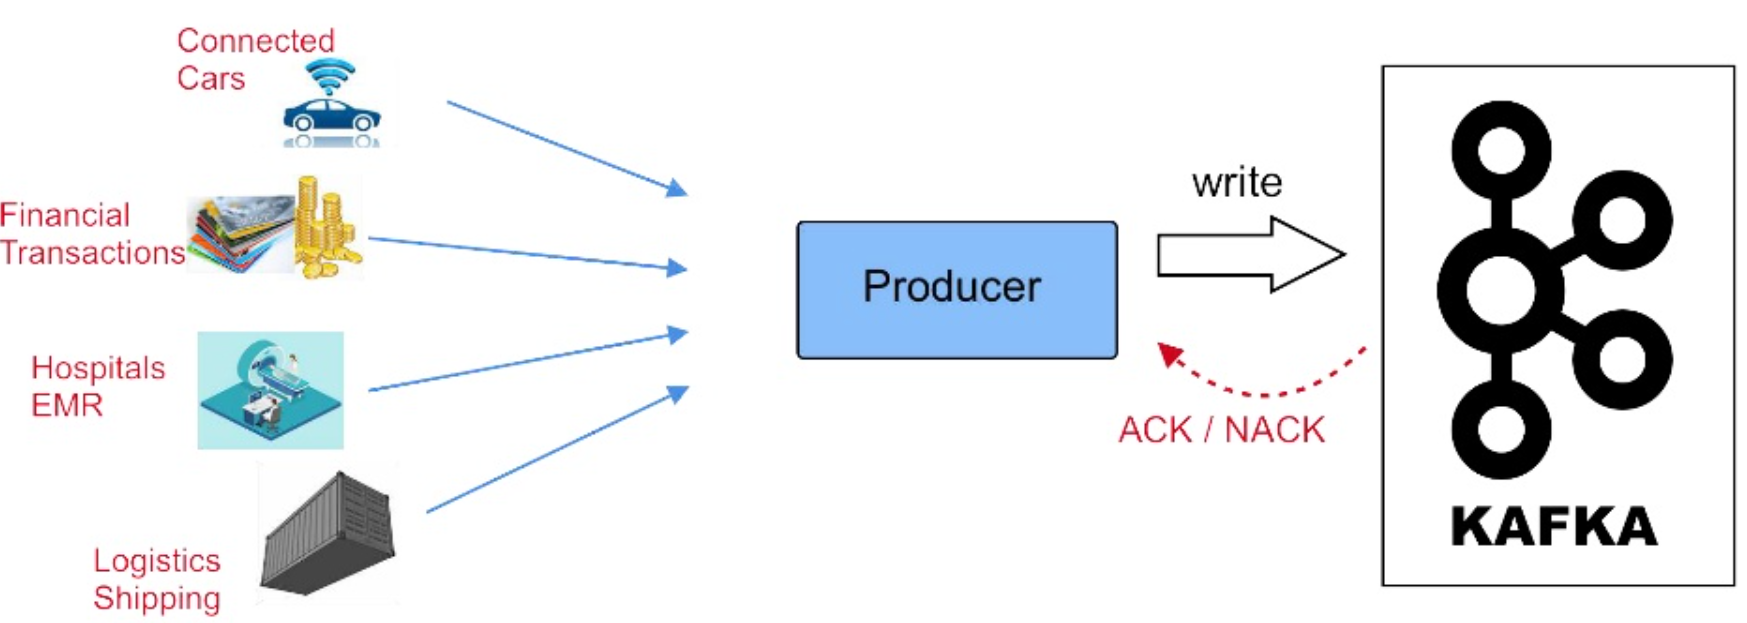 Connected
Cars
Financial
Transactions
Hospitals
EMR
Logistics
Shipping
Producer
write
ACK / NACK
KAFKA